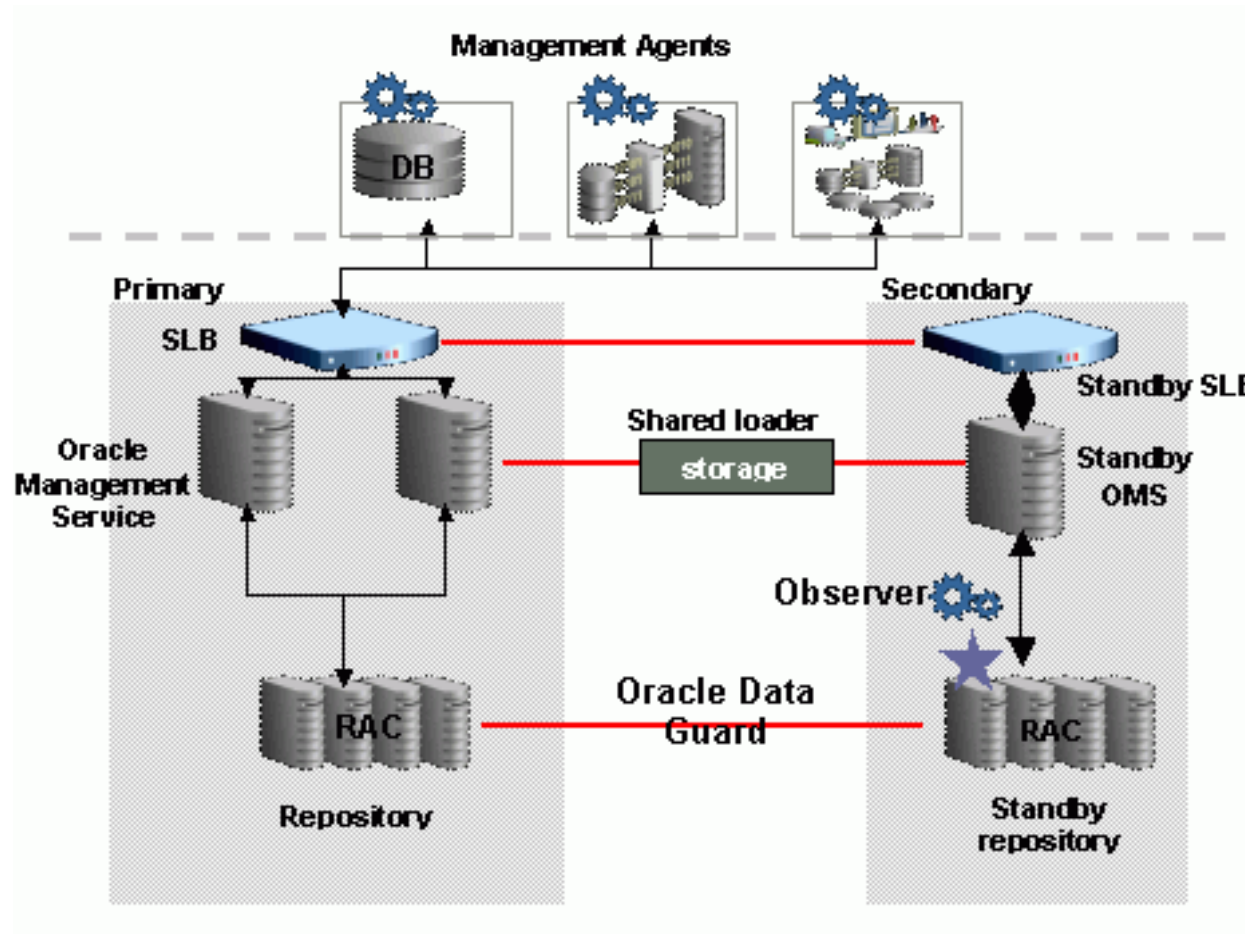 Management Agents
DB
Primary
Secondary
SLB
Standby SLB
Shared loader
storage
Oracle
Management
Service
Standby
OMS
Observer
Oracle Data
Guard
RAC
RAC
Repository
Standby
repository